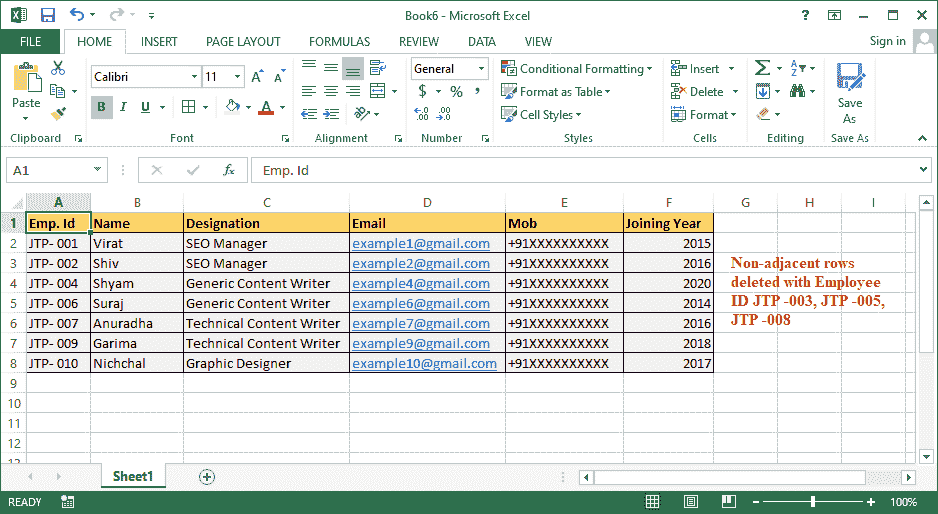 Book6 - Microsoft Excel
FILE HOME INSERT PAGE LAYOUT FORMULAS REVIEW DATA VIEW Sign in
Paste
Calibri 11
B I U A
General
$ % ,
Conditional Formatting
Format as Table
Cell Styles
Insert
Delete
Format
Save
As
Clipboard Font Alignment Number Styles Cells Editing Save As
A1 fx Emp. Id
A B C D E F G H I
1 Emp. Id Name Designation Email Mob Joining Year
2 JTP- 001 Virat SEO Manager example1@gmail.com +91XXXXXXXXXX 2015
3 JTP- 002 Shiv SEO Manager example2@gmail.com +91XXXXXXXXXX 2016
4 JTP- 004 Shyam Generic Content Writer example4@gmail.com +91XXXXXXXXXX 2020
5 JTP- 006 Suraj Generic Content Writer example6@gmail.com +91XXXXXXXXXX 2014
6 JTP- 007 Anuradha Technical Content Writer example7@gmail.com +91XXXXXXXXXX 2016
7 JTP- 009 Garima Technical Content Writer example9@gmail.com +91XXXXXXXXXX 2018
8 JTP- 010 Nichchal Graphic Designer example10@gmail.com +91XXXXXXXXXX 2017
Non-adjacent rows
deleted with Employee
ID JTP -003, JTP -005,
JTP -008
9
10
11
12
Sheet1
READY 100%